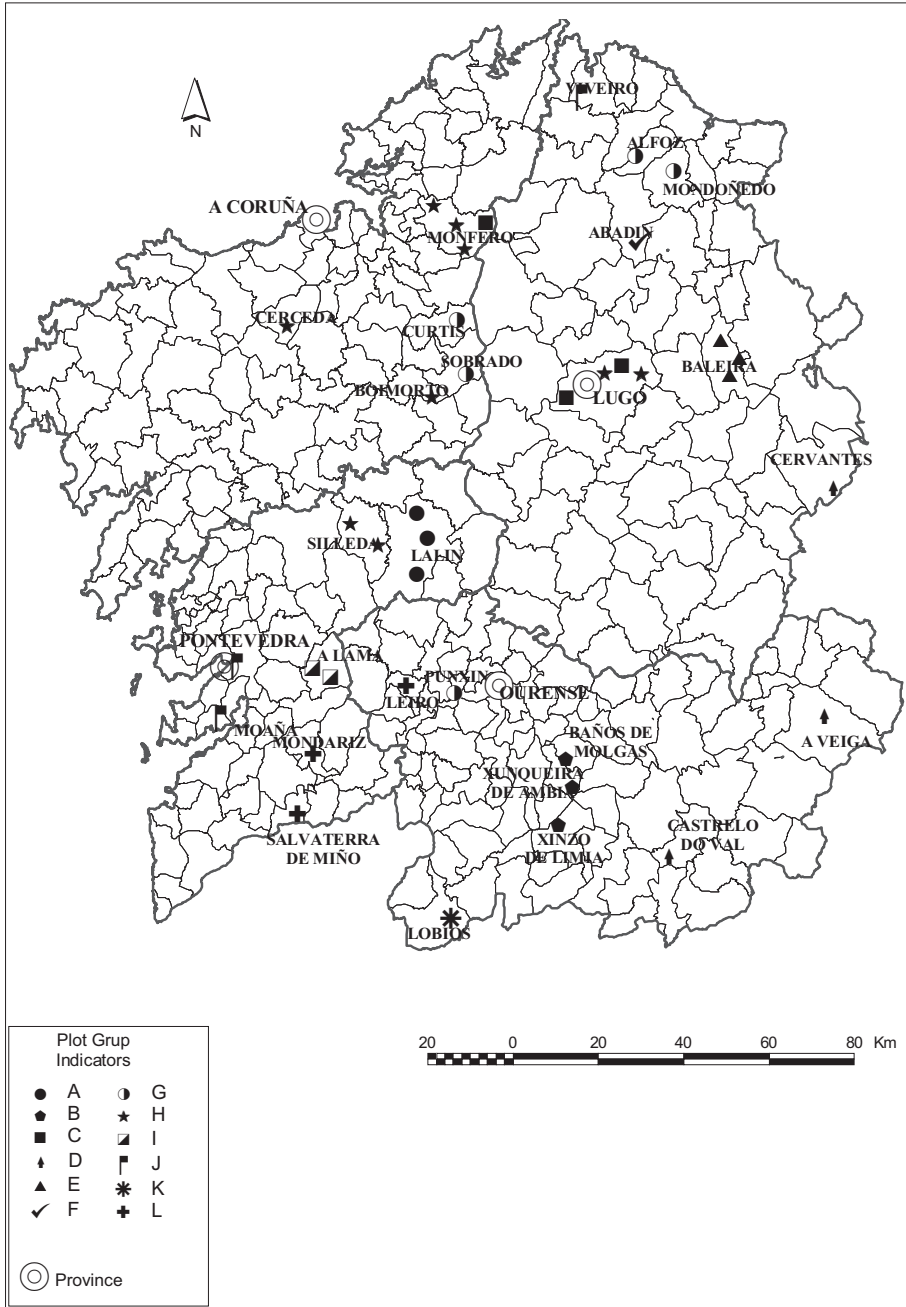 VIVEIRO
ALFOZ
MONDOÑEDO
N
A CORUÑA
MONFERO
ABADIN
CERCEDA
CURTIS
SOBRADO
BALEIRA
BOIMORTO
LUGO
CERVANTES
SILLEDA
LALIN
PONTEVEDRA
A LAMA
PUNXIN
LEIRO
OURENSE
MOAÑA
MONDARIZ
BAÑOS DE
MOLGAS
A VEIGA
XUNQUEIRA
DE AMBIA
SALVATERRA
DE MIÑO
XINZO
DE LIMIA
CASTRELO
DO VAL
LOBIOS
Plot Grup
Indicators
A G
B H
C I
D J
E K
F L
Province
20 0 20 40 60 80 Km